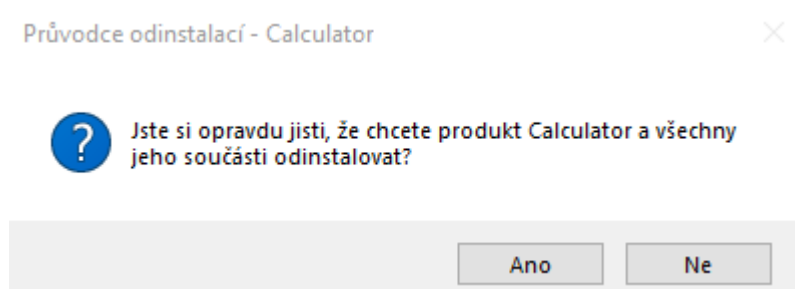 Průvodce odinstalací - Calculator
Jste si opravdu jisti, že chcete produkt Calculator a všechny
jeho součásti odinstalovat?
Ano
Ne